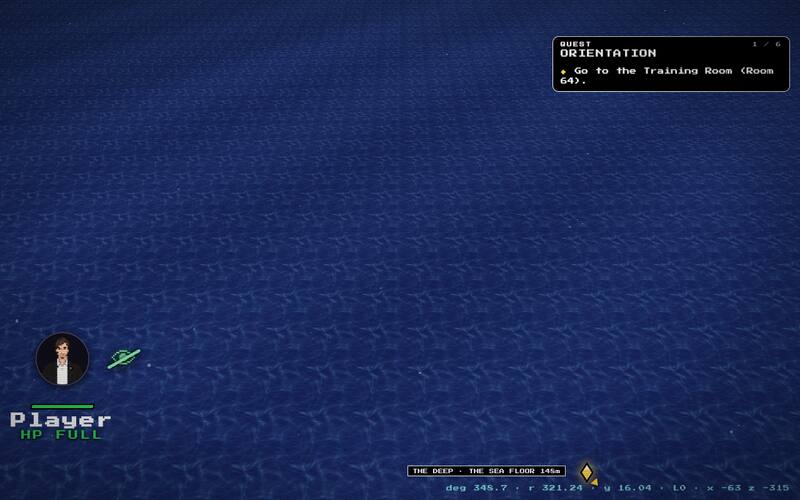 QUEST
1 / 6
ORIENTATION
Go to the Training Room (Room
64).
Player
HP FULL
THE DEEP · THE SEA FLOOR 148m
deg 348.7 · r 321.24 · y 16.04 · L0 · x -63 z -315